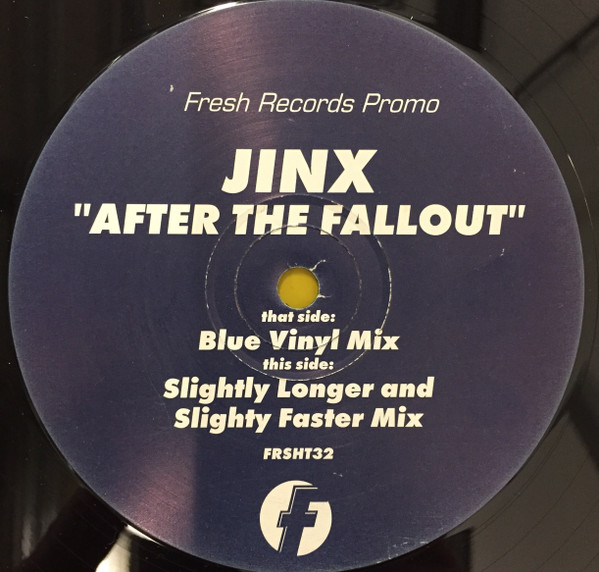 Fresh Records Promo
JINX
"AFTER THE FALLOUT"
that side:
Blue Vinyl Mix
this side:
Slightly Longer and
Slighty Faster Mix
FRSHT32
f